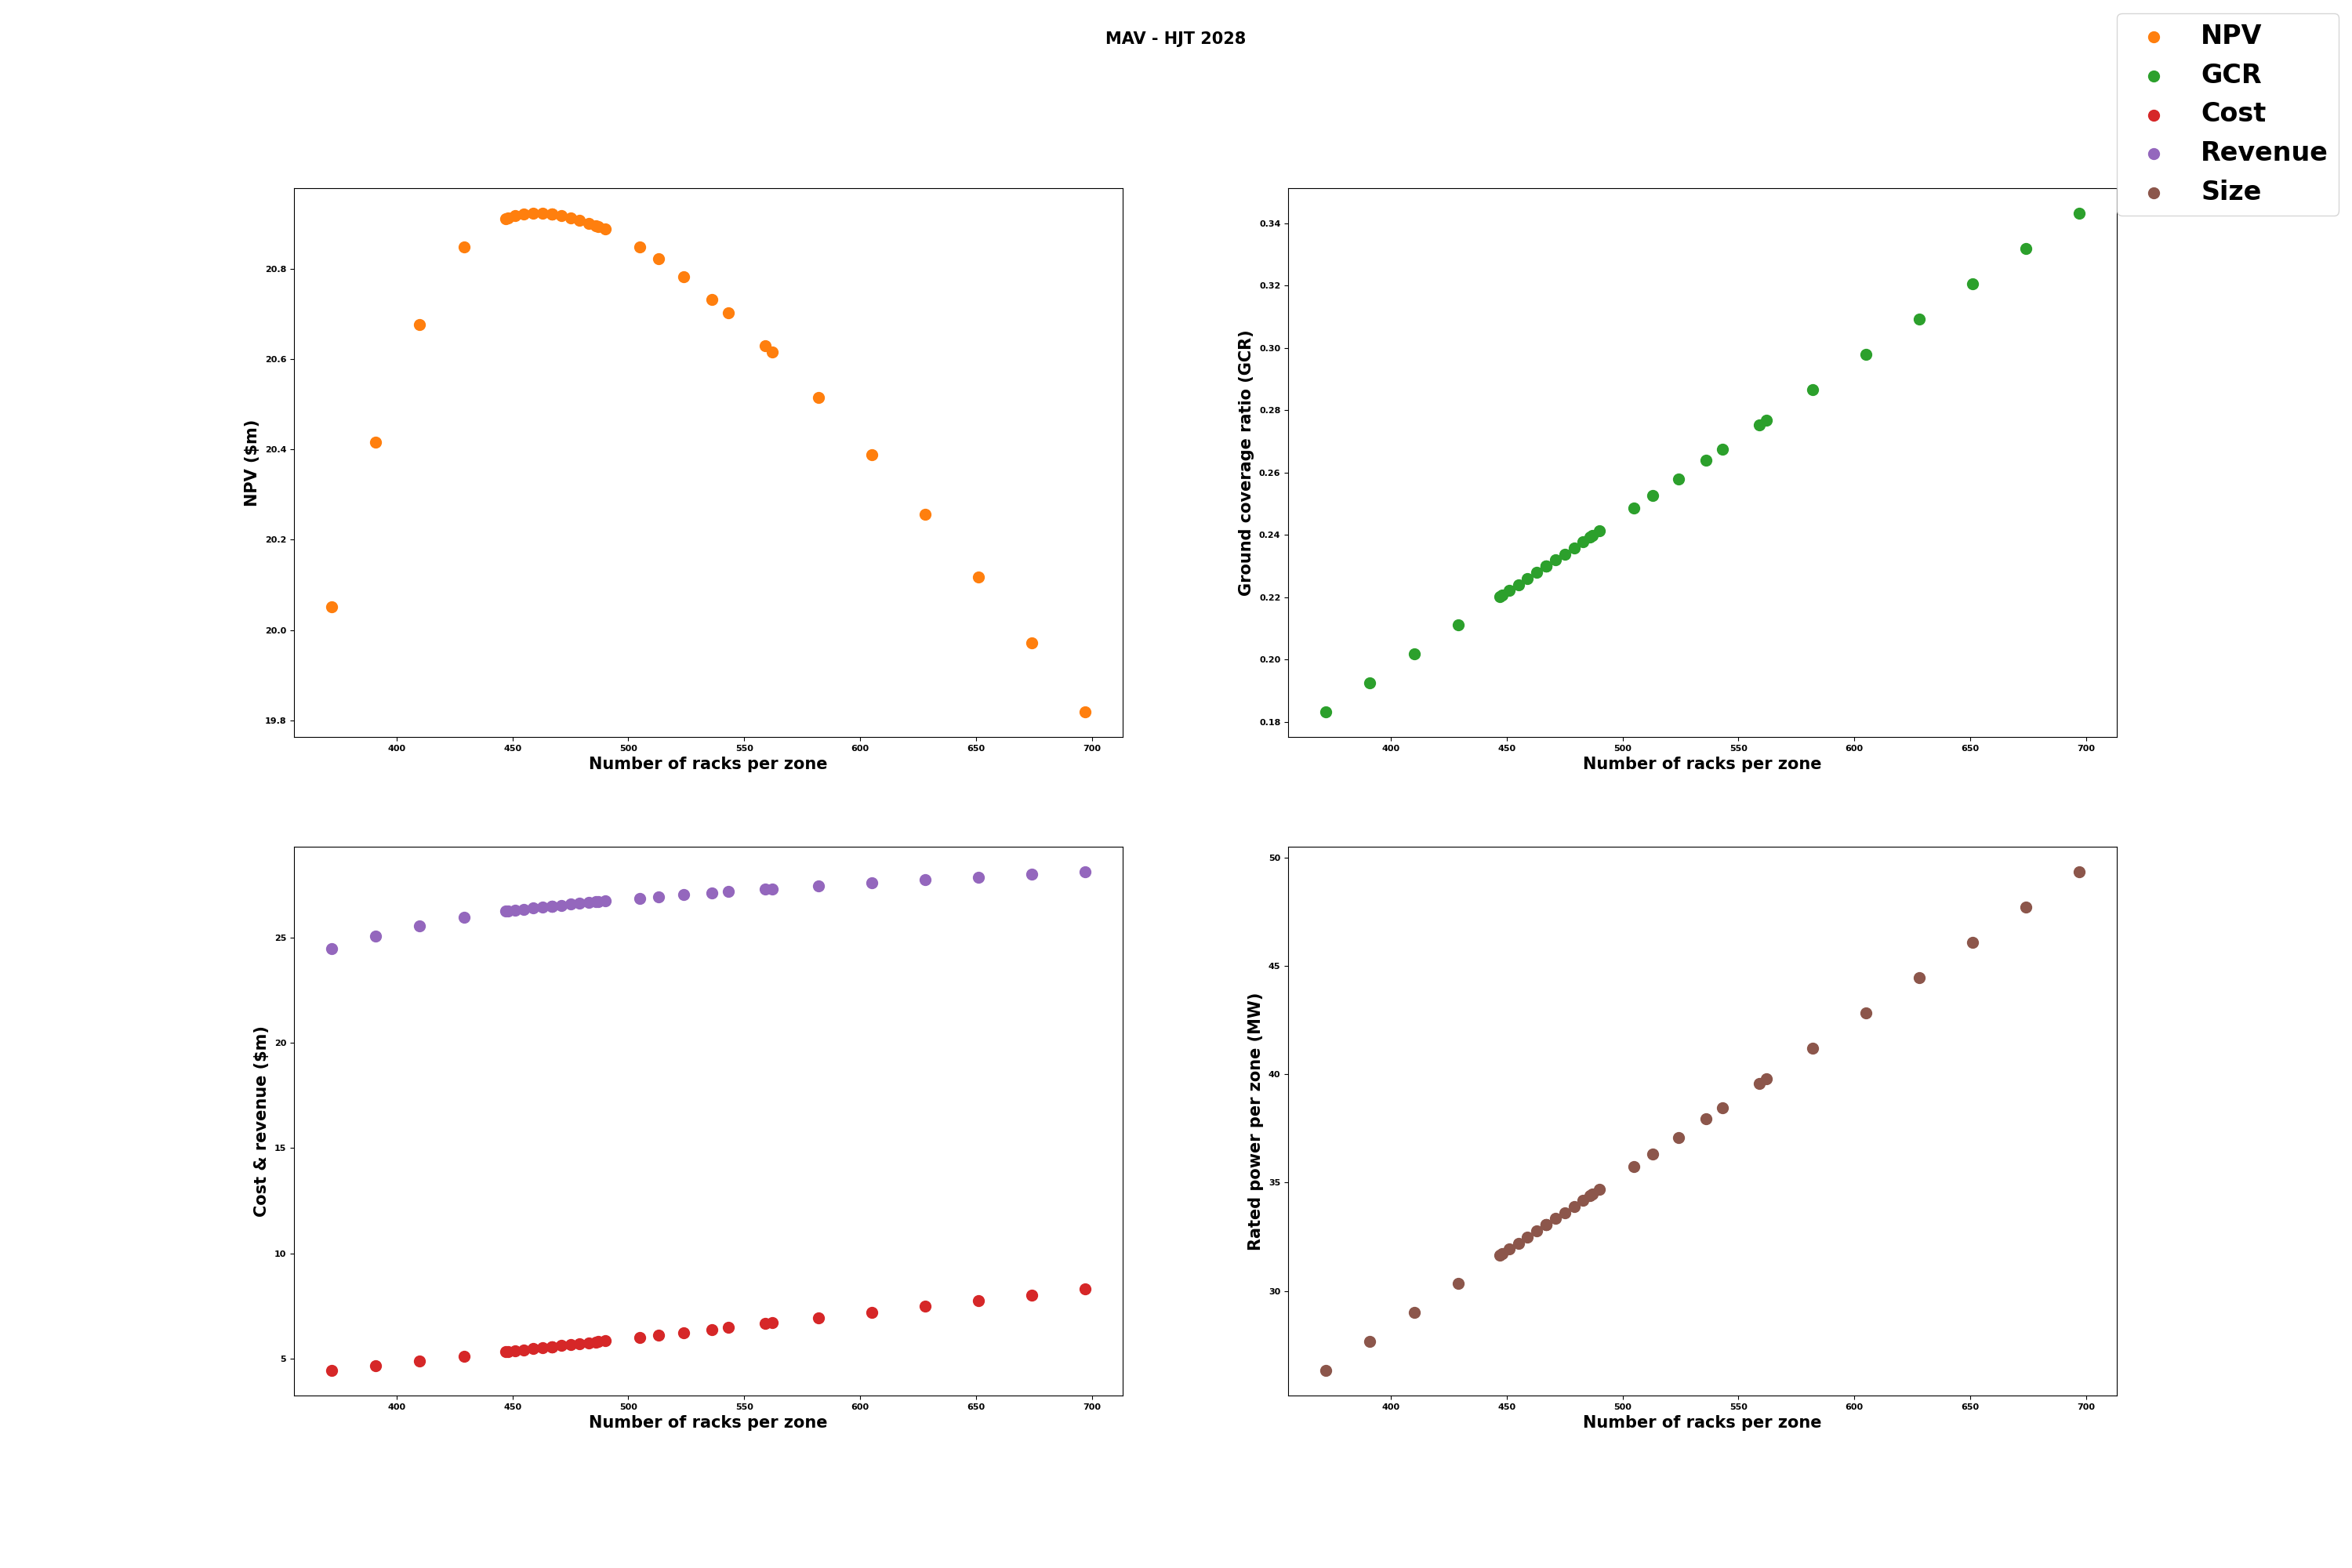 MAV - HJT 2028
NPV
GCR
Cost
Revenue
Size
NPV ($m)
20.8
20.6
20.4
20.2
20.0
19.8
400 450 500 550 600 650 700
Number of racks per zone
Ground coverage ratio (GCR)
0.34
0.32
0.30
0.28
0.26
0.24
0.22
0.20
0.18
400 450 500 550 600 650 700
Number of racks per zone
Cost & revenue ($m)
25
20
15
10
5
400 450 500 550 600 650 700
Number of racks per zone
Rated power per zone (MW)
50
45
40
35
30
400 450 500 550 600 650 700
Number of racks per zone